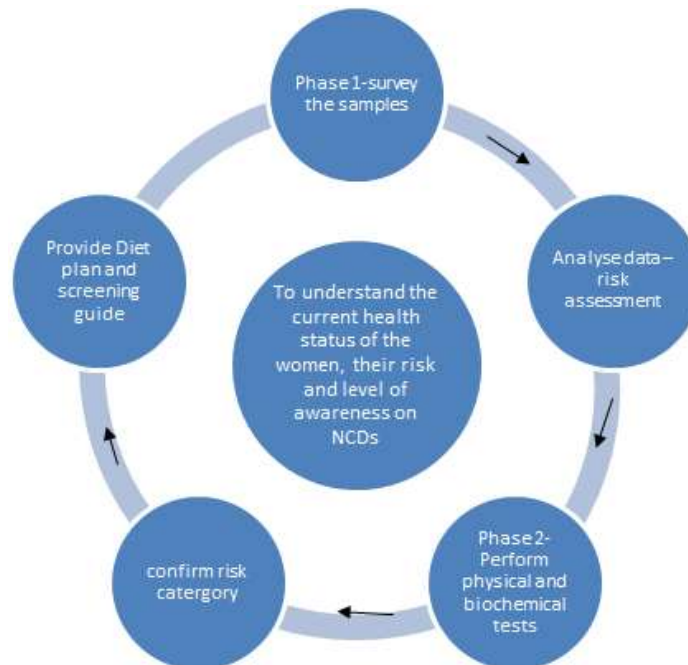 Phase 1-survey
the samples
Analyse data–
risk
assessment
Phase 2-
Perform
physical and
biochemical
tests
confirm risk
catergory
Provide Diet
plan and
screening
guide
To understand the
current health
status of the
women, their risk
and level of
awareness on
NCDs